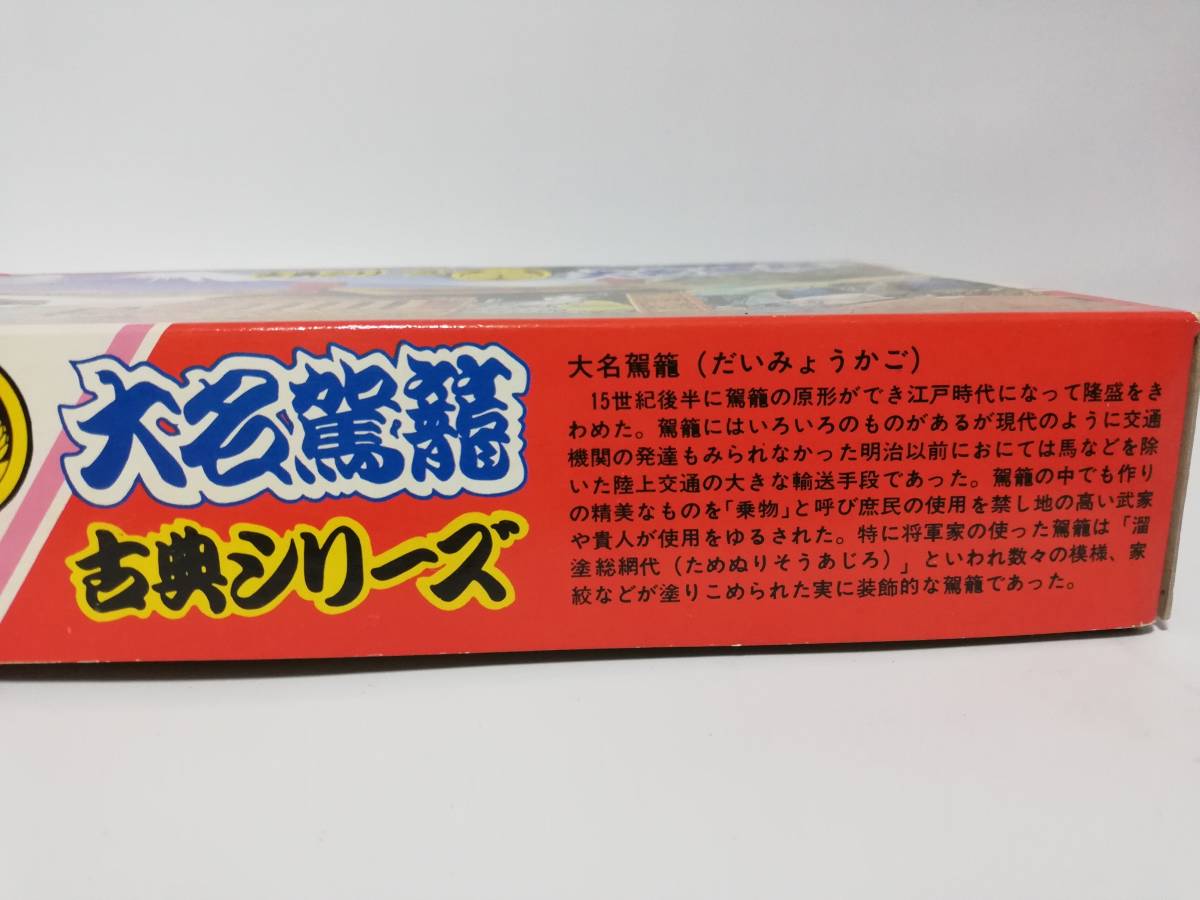 大名駕籠
古典シリーズ
大名駕籠（だいみょうかご）
15世紀後半に駕籠の原形ができ江戸時代になって隆盛をき
わめた。駕籠にはいろいろのものがあるが現代のように交通
機関の発達もみられなかった明治以前におにては馬などを除
いた陸上交通の大きな輸送手段であった。駕籠の中でも作り
の精美なものを「乗物」と呼び庶民の使用を禁し地の高い武家
や貴人が使用をゆるされた。特に将軍家の使った駕籠は「溜
塗総網代（ためぬりそうあじろ）」といわれ数々の模様、家
紋などが塗りこめられた実に装飾的な駕籠であった。